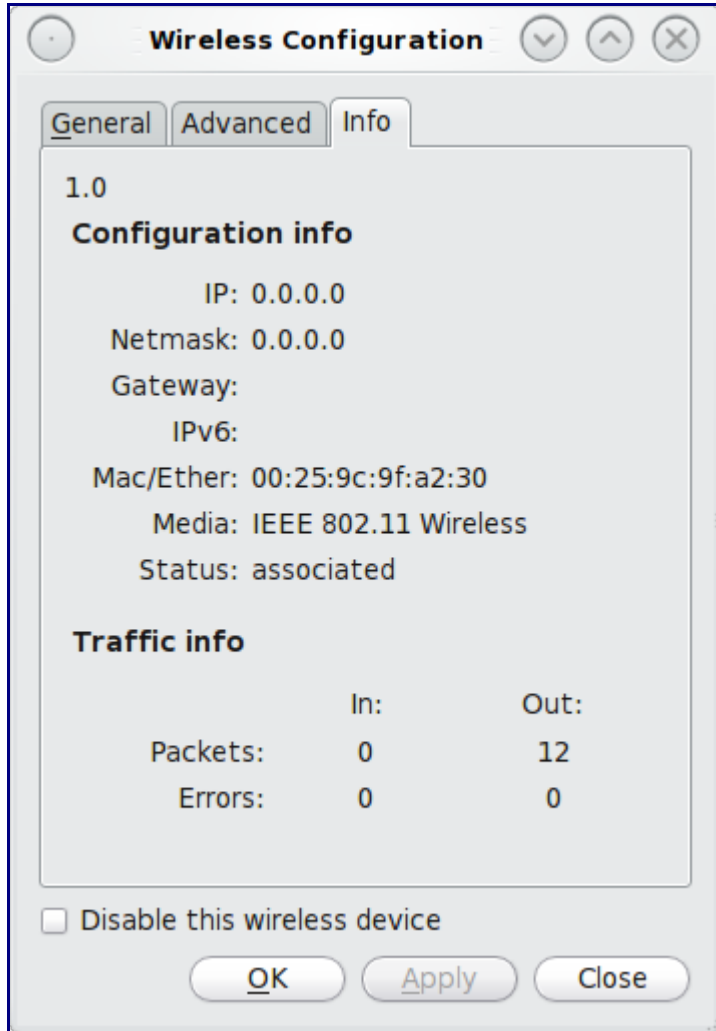 Wireless Configuration
General Advanced Info
1.0
Configuration info
IP: 0.0.0.0
Netmask: 0.0.0.0
Gateway:
IPv6:
Mac/Ether: 00:25:9c:9f:a2:30
Media: IEEE 802.11 Wireless
Status: associated
Traffic info
In: Out:
Packets: 0 12
Errors: 0 0
Disable this wireless device
OK Apply Close